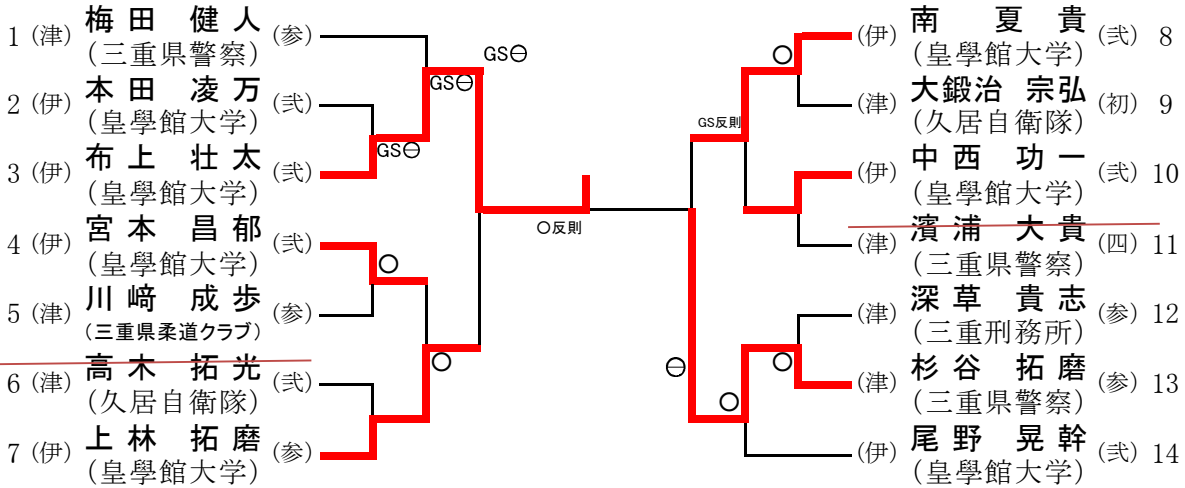 1 (津) 梅田 健人 (参)
(三重県警察)
2 (伊) 本田 凌万 (弐)
(皇學館大学)
3 (伊) 布上 壮太 (弐)
(皇學館大学)
4 (伊) 宮本 昌郁 (弐)
(皇學館大学)
5 (津) 川﨑 成歩 (参)
(三重県柔道クラブ)
6 (津) 高木 拓光 (弐)
(久居自衛隊)
7 (伊) 上林 拓磨 (参)
(皇學館大学)
GS⊖
GS⊖
GS⊖
○
○
○反則
(伊) 南 夏貴 (弐) 8
(皇學館大学)
(津) 大鍛治 宗弘 (初) 9
(久居自衛隊)
(伊) 中西 功一 (弐) 10
(皇學館大学)
(津) 濱浦 大貴 (四) 11
(三重県警察)
(津) 深草 貴志 (参) 12
(三重刑務所)
(津) 杉谷 拓磨 (参) 13
(三重県警察)
(伊) 尾野 晃幹 (弐) 14
(皇學館大学)
○
GS反則
⊖
○
○